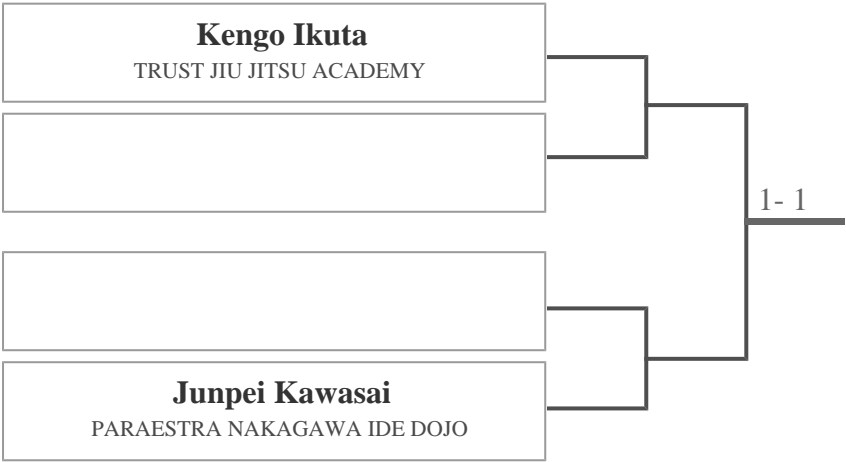 Kengo Ikuta
TRUST JIU JITSU ACADEMY
1- 1
Junpei Kawasai
PARAESTRA NAKAGAWA IDE DOJO